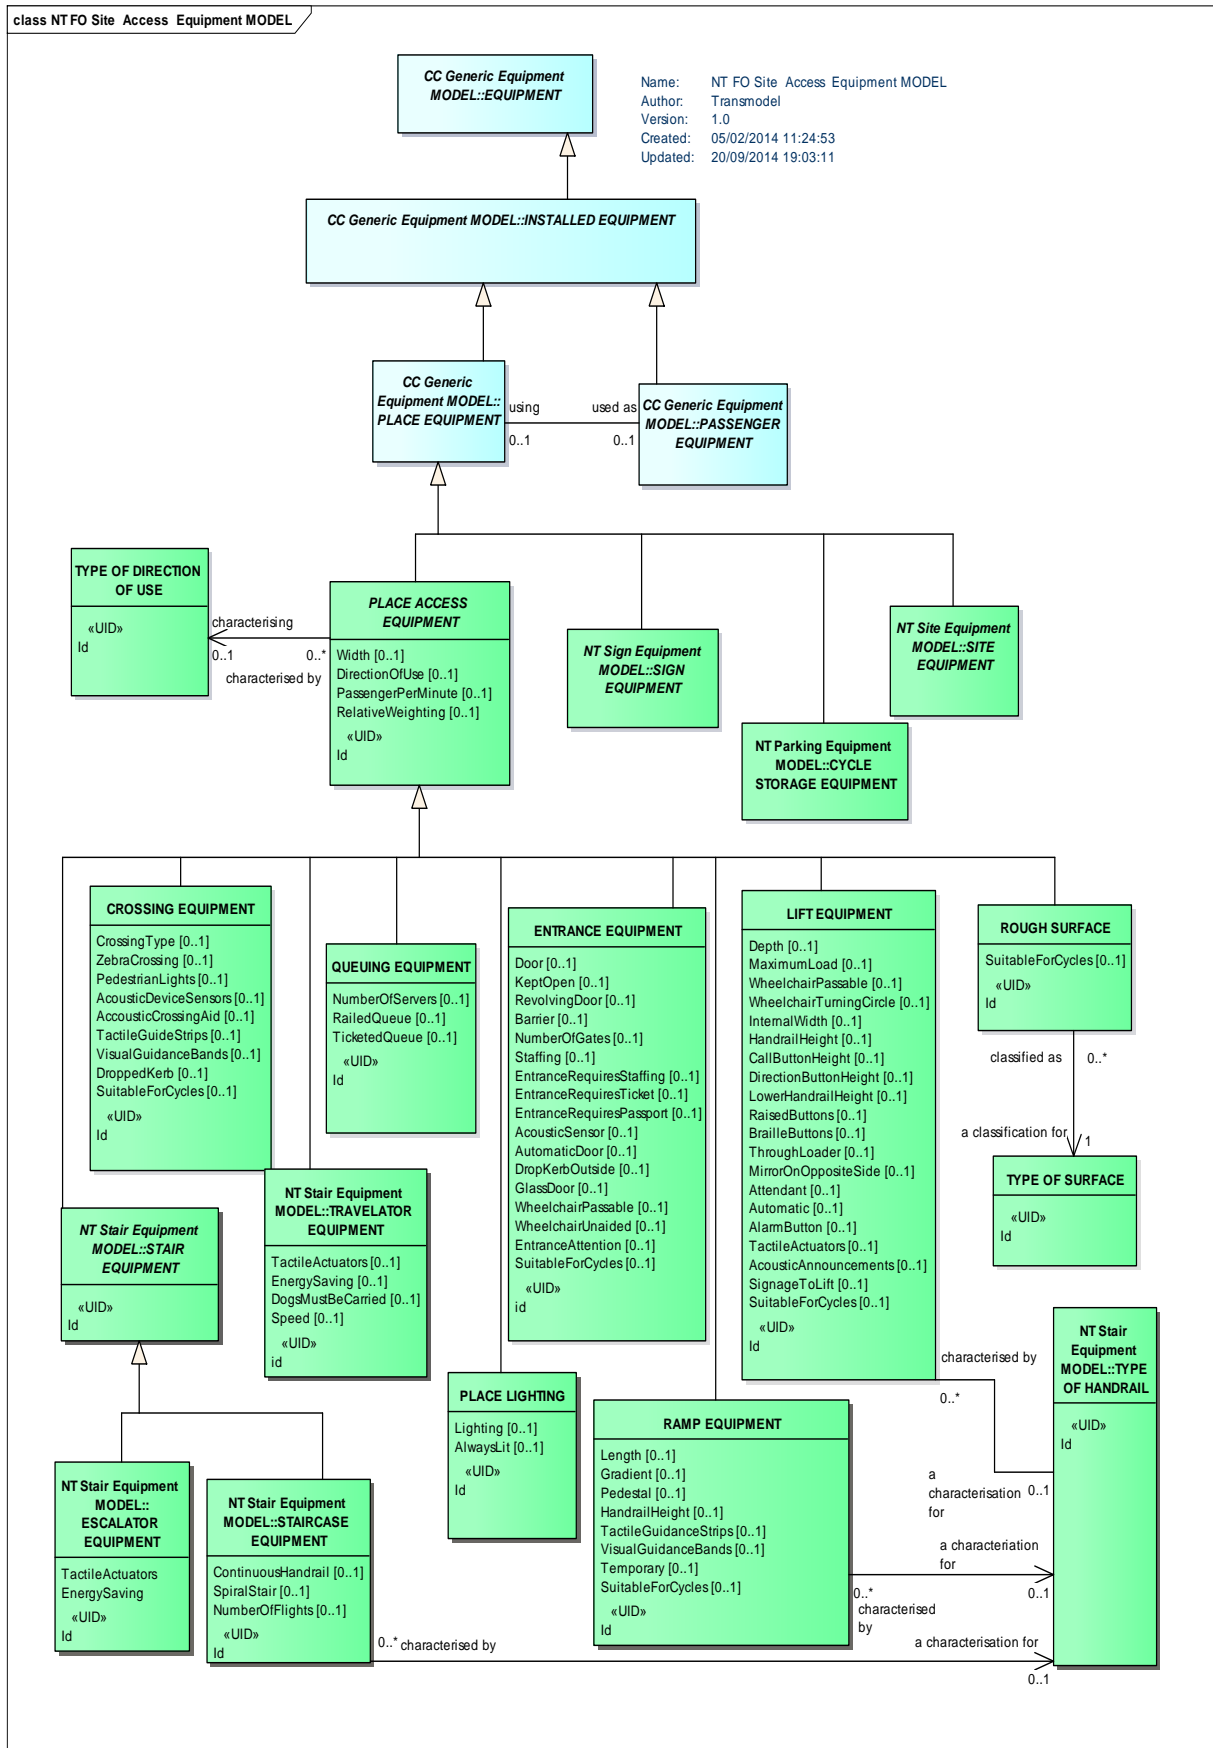 class NT FO Site Access Equipment MODEL
CC Generic Equipment
MODEL::EQUIPMENT
Name: NT FO Site Access Equipment MODEL
Author: Transmodel
Version: 1.0
Created: 05/02/2014 11:24:53
Updated: 20/09/2014 19:03:11
CC Generic Equipment MODEL::INSTALLED EQUIPMENT
CC Generic
Equipment MODEL::
PLACE EQUIPMENT
using
0..1
used as
0..1
CC Generic Equipment
MODEL::PASSENGER
EQUIPMENT
TYPE OF DIRECTION
OF USE
«UID»
Id
characterising
0..1
0..*
characterised by
PLACE ACCESS
EQUIPMENT
Width [0..1]
DirectionOfUse [0..1]
PassengerPerMinute [0..1]
RelativeWeighting [0..1]
«UID»
Id
NT Sign Equipment
MODEL::SIGN
EQUIPMENT
NT Site Equipment
MODEL::SITE
EQUIPMENT
NT Parking Equipment
MODEL::CYCLE
STORAGE EQUIPMENT
CROSSING EQUIPMENT
CrossingType [0..1]
ZebraCrossing [0..1]
PedestrianLights [0..1]
AcousticDeviceSensors [0..1]
AccousticCrossingAid [0..1]
TactileGuideStrips [0..1]
VisualGuidanceBands [0..1]
DroppedKerb [0..1]
SuitableForCycles [0..1]
«UID»
Id
QUEUING EQUIPMENT
NumberOfServers [0..1]
RailedQueue [0..1]
TicketedQueue [0..1]
«UID»
Id
ENTRANCE EQUIPMENT
Door [0..1]
KeptOpen [0..1]
RevolvingDoor [0..1]
Barrier [0..1]
NumberOfGates [0..1]
Staffing [0..1]
EntranceRequiresStaffing [0..1]
EntranceRequiresTicket [0..1]
EntranceRequiresPassport [0..1]
AcousticSensor [0..1]
AutomaticDoor [0..1]
DropKerbOutside [0..1]
GlassDoor [0..1]
WheelchairPassable [0..1]
WheelchairUnaided [0..1]
EntranceAttention [0..1]
SuitableForCycles [0..1]
«UID»
id
LIFT EQUIPMENT
Depth [0..1]
MaximumLoad [0..1]
WheelchairPassable [0..1]
WheelchairTurningCircle [0..1]
InternalWidth [0..1]
HandrailHeight [0..1]
CallButtonHeight [0..1]
DirectionButtonHeight [0..1]
LowerHandrailHeight [0..1]
RaisedButtons [0..1]
BrailleButtons [0..1]
ThroughLoader [0..1]
MirrorOnOppositeSide [0..1]
Attendant [0..1]
Automatic [0..1]
AlarmButton [0..1]
TactileActuators [0..1]
AcousticAnnouncements [0..1]
SignageToLift [0..1]
SuitableForCycles [0..1]
«UID»
Id
ROUGH SURFACE
SuitableForCycles [0..1]
«UID»
Id
classified as
0..*
a classification for
1
TYPE OF SURFACE
«UID»
Id
NT Stair Equipment
MODEL::STAIR
EQUIPMENT
«UID»
Id
NT Stair Equipment
MODEL::TRAVELATOR
EQUIPMENT
TactileActuators [0..1]
EnergySaving [0..1]
DogsMustBeCarried [0..1]
Speed [0..1]
«UID»
id
NT Stair
Equipment
MODEL::TYPE
OF HANDRAIL
«UID»
Id
characterised by
0..*
a
characterisation
for
0..1
PLACE LIGHTING
Lighting [0..1]
AlwaysLit [0..1]
«UID»
Id
RAMP EQUIPMENT
Length [0..1]
Gradient [0..1]
Pedestal [0..1]
HandrailHeight [0..1]
TactileGuidanceStrips [0..1]
VisualGuidanceBands [0..1]
Temporary [0..1]
SuitableForCycles [0..1]
«UID»
Id
a characteriation
for
0..1
0..*
characterised
by
NT Stair Equipment
MODEL::
ESCALATOR
EQUIPMENT
TactileActuators
EnergySaving
«UID»
Id
NT Stair Equipment
MODEL::STAIRCASE
EQUIPMENT
ContinuousHandrail [0..1]
SpiralStair [0..1]
NumberOfFlights [0..1]
«UID»
Id
0..* characterised by
a characterisation for
0..1